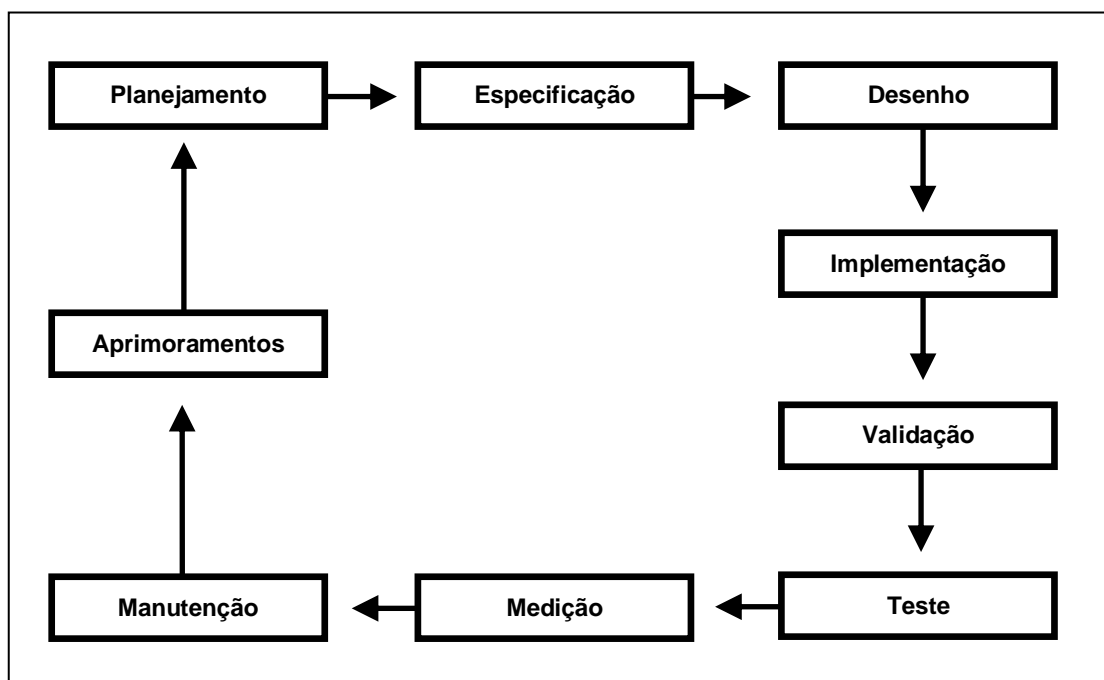 Planejamento
Especificação
Desenho
Implementação
Aprimoramentos
Validação
Manutenção
Medição
Teste